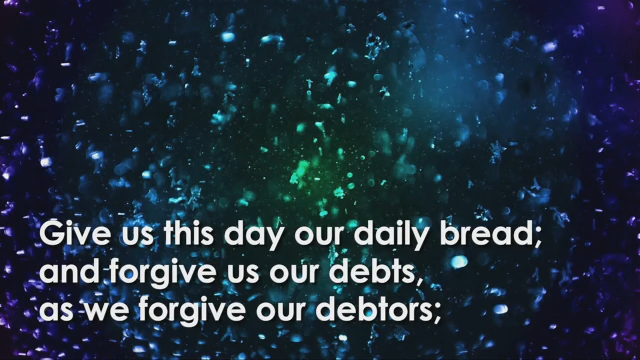 Give us this day our daily bread;
and forgive us our debts,
as we forgive our debtors;